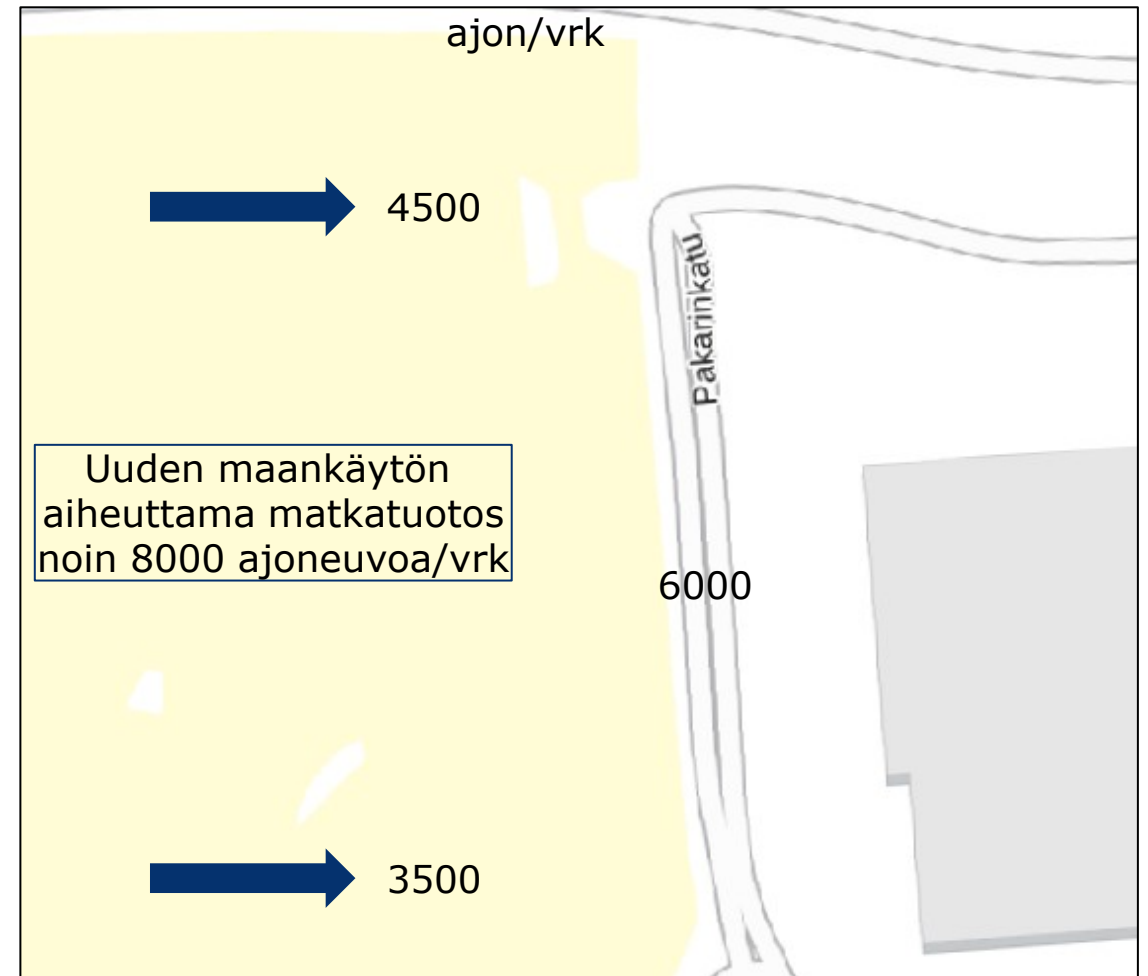 ajon/vrk
4500
Pakarinkatu
Uuden maankäytön
aiheuttama matkatuotos
noin 8000 ajoneuvoa/vrk
6000
3500